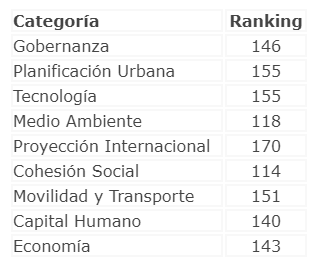 Categoría Ranking
Gobernanza 146
Planificación Urbana 155
Tecnología 155
Medio Ambiente 118
Proyección Internacional 170
Cohesión Social 114
Movilidad y Transporte 151
Capital Humano 140
Economía 143